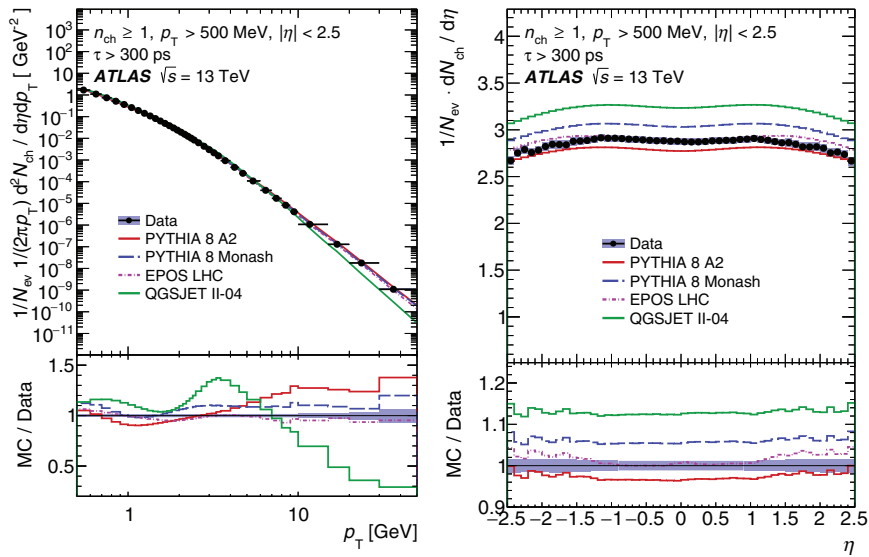 n_ch ≥ 1, p_T > 500 MeV, |η| < 2.5
τ > 300 ps
ATLAS √s = 13 TeV
1/N_ev 1/(2πp_T) d²N_ch / dηdp_T [ GeV⁻²]
10³
10²
10
1
10⁻¹
10⁻²
10⁻³
10⁻⁴
10⁻⁵
10⁻⁶
10⁻⁷
10⁻⁸
10⁻⁹
10⁻¹⁰
10⁻¹¹
Data
PYTHIA 8 A2
PYTHIA 8 Monash
EPOS LHC
QGSJET II-04
MC / Data
1.5
1
0.5
1
10
p_T [GeV]
n_ch ≥ 1, p_T > 500 MeV, |η| < 2.5
τ > 300 ps
ATLAS √s = 13 TeV
1/N_ev · dN_ch / dη
4
3.5
3
2.5
2
1.5
1
Data
PYTHIA 8 A2
PYTHIA 8 Monash
EPOS LHC
QGSJET II-04
MC / Data
1.2
1.1
1
0.9
−2.5 −2 −1.5 −1 −0.5 0 0.5 1 1.5 2 2.5
η